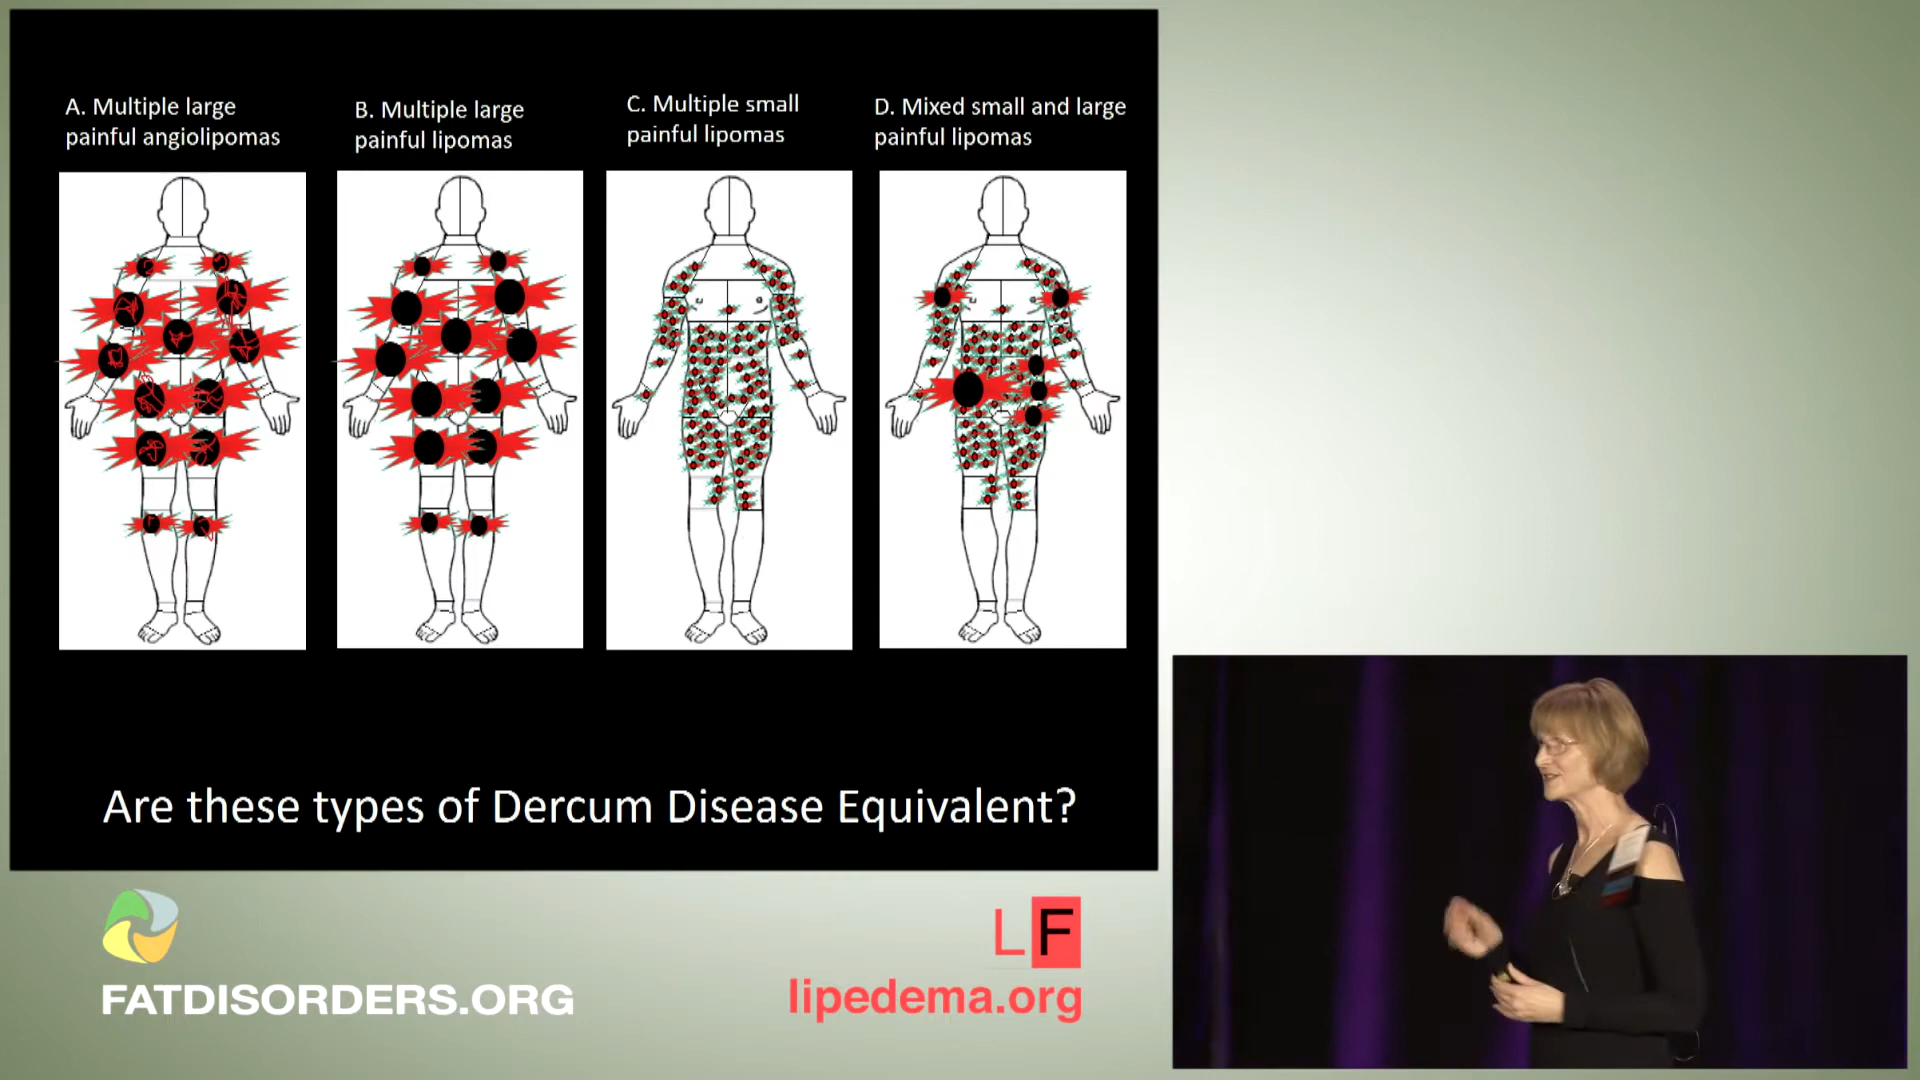 A. Multiple large
painful angiolipomas
B. Multiple large
painful lipomas
C. Multiple small
painful lipomas
D. Mixed small and large
painful lipomas
Are these types of Dercum Disease Equivalent?
FATDISORDERS.ORG
LF
lipedema.org